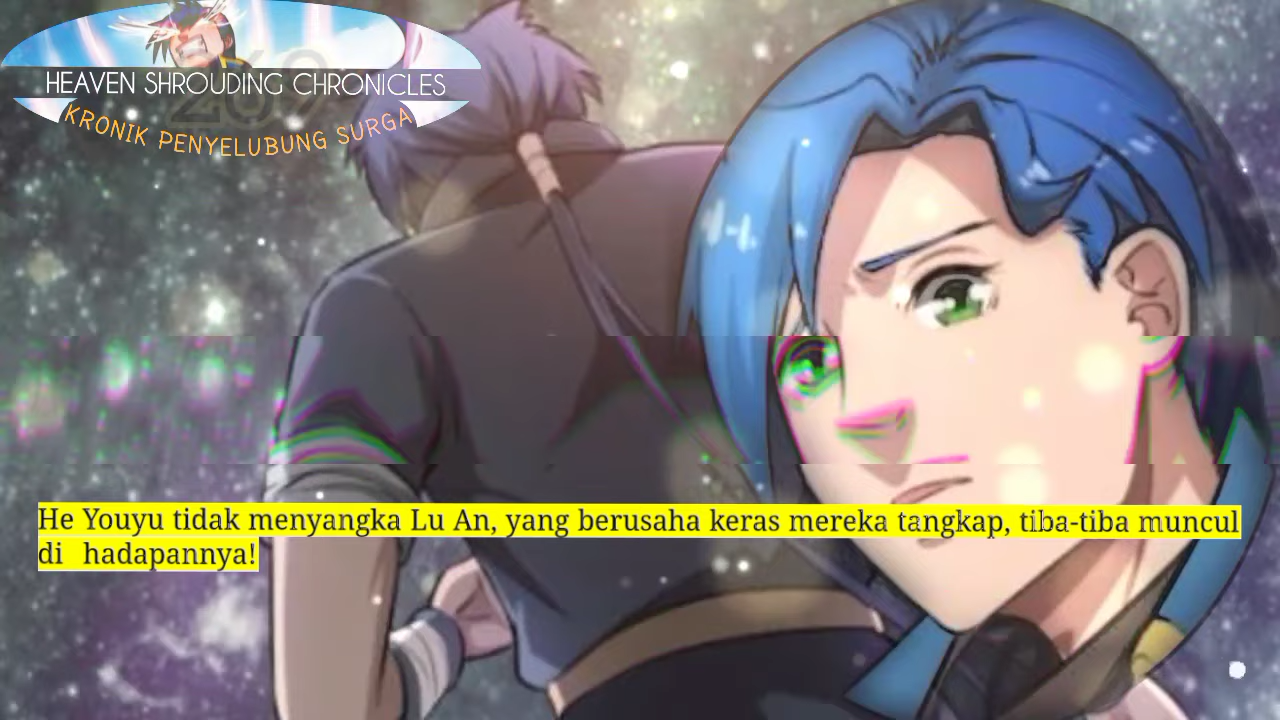 269
HEAVEN SHROUDING CHRONICLES
KRONIK PENYELUBUNG SURGA
He Youyu tidak menyangka Lu An, yang berusaha keras mereka tangkap, tiba-tiba muncul
di hadapannya!